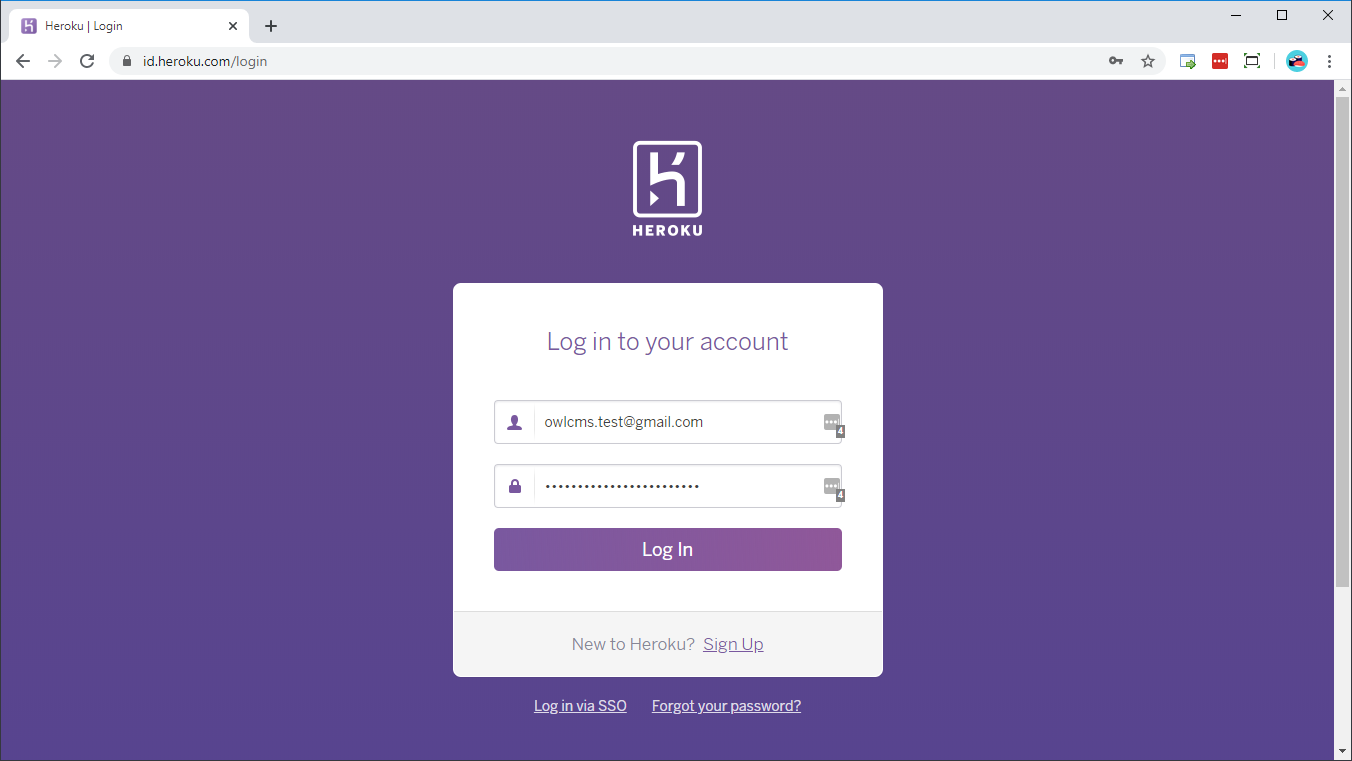 Heroku | Login
id.heroku.com/login
HEROKU
Log in to your account
owlcms.test@gmail.com
4
••••••••••••••••••••••••
4
Log In
New to Heroku? Sign Up
Log in via SSO Forgot your password?